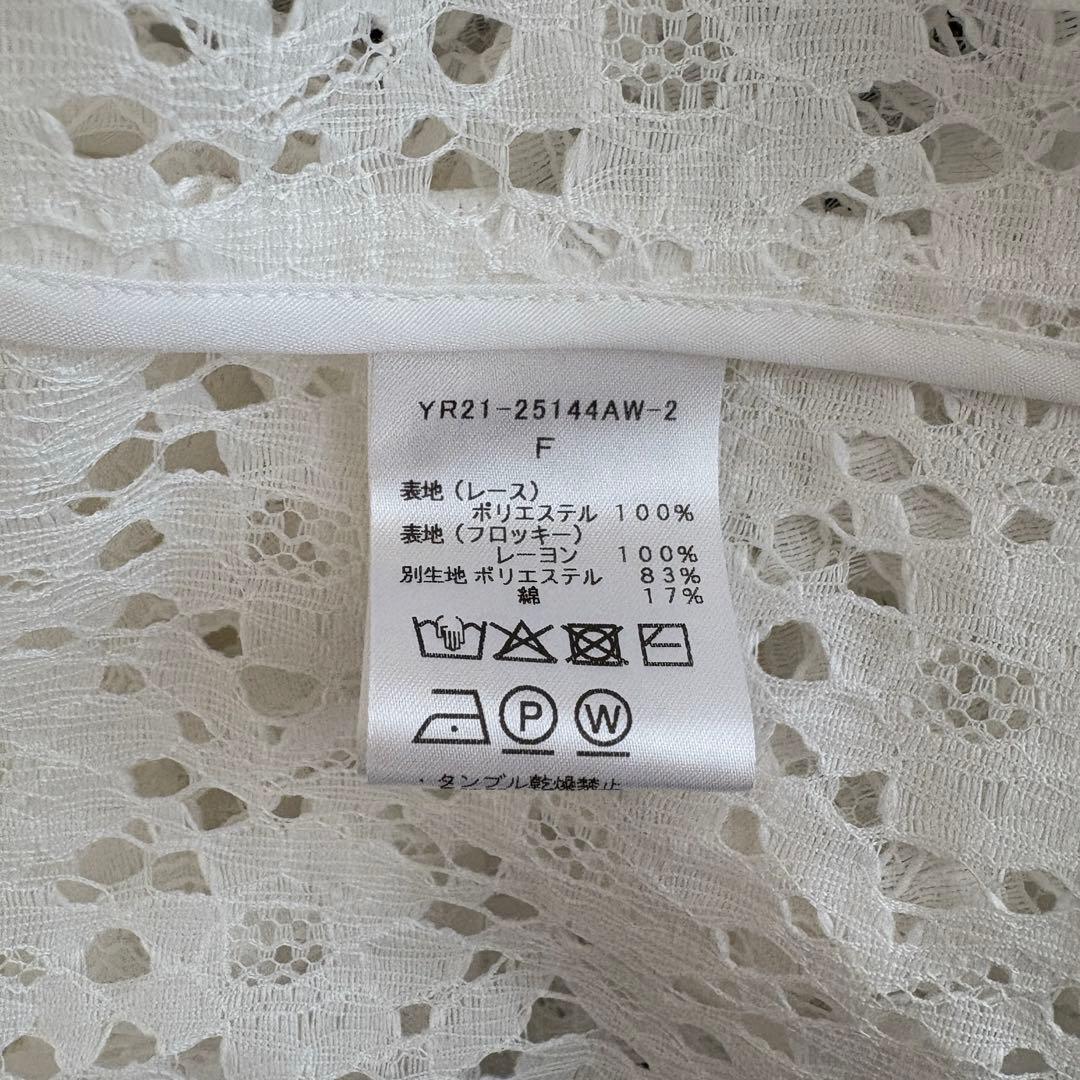 YR21-25144AW-2
F
表地（レース）
ポリエステル 100%
表地（フロッキー）
レーヨン 100%
別生地 ポリエステル 83%
綿 17%
P W
タンブル乾燥禁止